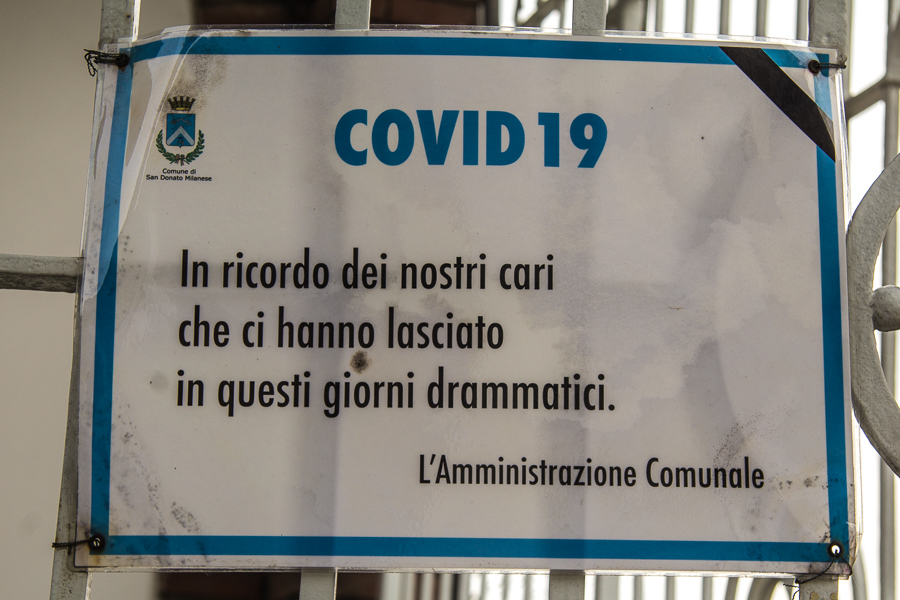 COVID 19
Comune di
San Donato Milanese
In ricordo dei nostri cari
che ci hanno lasciato
in questi giorni drammatici.
L'Amministrazione Comunale